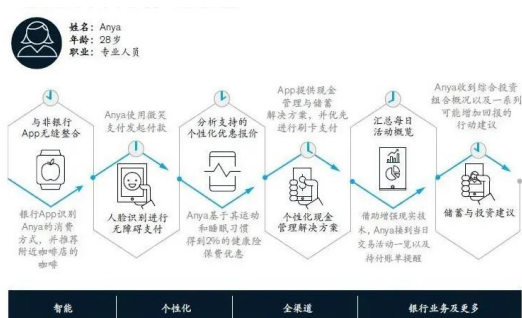 姓名：Anya
年龄：28岁
职业：专业人员
与非银行
App无缝整合
银行App识别
Anya的消费
方式，并推荐
附近咖啡店的
咖啡
Anya使用微笑
支付发起付款
人脸识别进行
无障碍支付
分析支持的
个性化优惠报价
Anya基于其运动
和睡眠习惯
得到2%的健康险
保费优惠
App提供现金
管理与储蓄
解决方案，并优先
进行刷卡支付
个性化现金
管理解决方案
汇总每日
活动概览
借助增强现实技
术，Anya接到当日
交易活动一览以及
待付账单提醒
Anya收到综合投资
组合概况以及一系列
可能增加回报的
行动建议
储蓄与投资建议
智能
个性化
全渠道
银行业务及更多